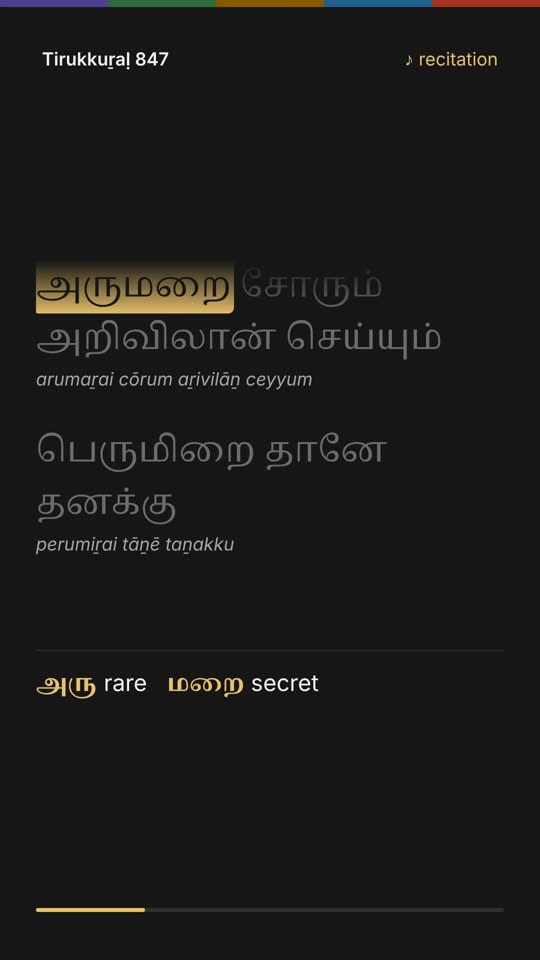 Tirukkuṟaḷ 847
♪ recitation
அருமறை சோரும்
அறிவிலான் செய்யும்
arumaṟai cōrum aṟivilāṉ ceyyum
பெருமிறை தானே
தனக்கு
perumiṟai tāṉē taṉakku
அரு rare மறை secret